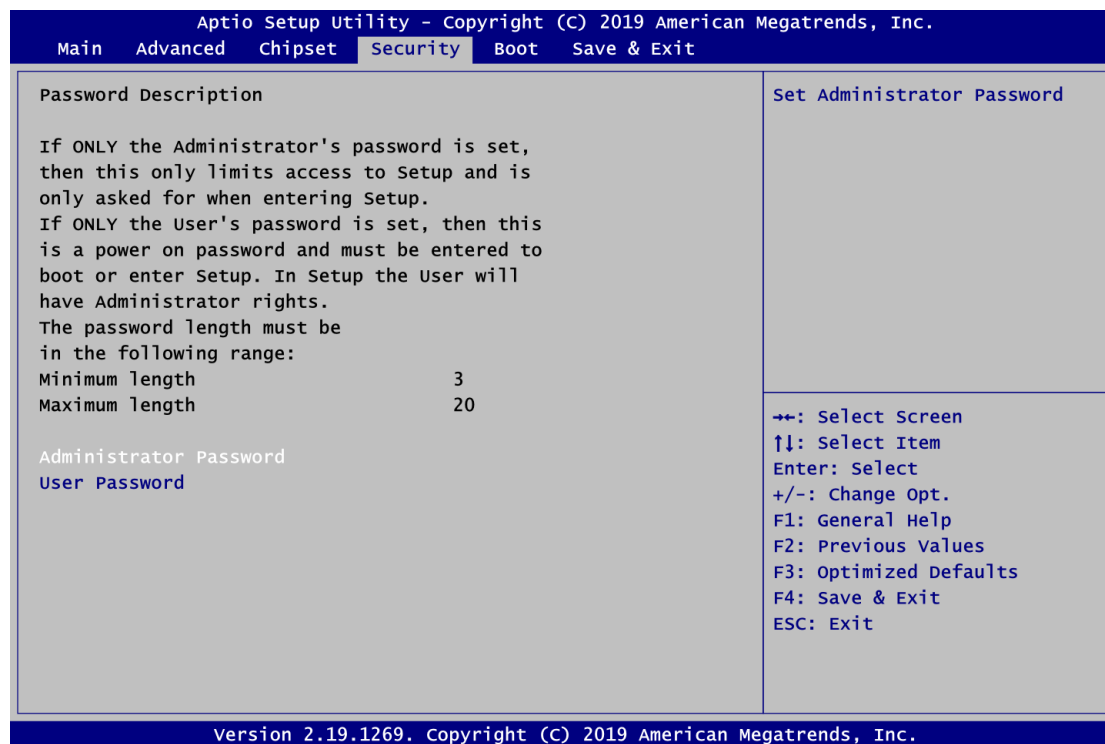 Aptio Setup Utility - Copyright (C) 2019 American Megatrends, Inc.
Main Advanced Chipset Security Boot Save & Exit
Password Description
If ONLY the Administrator's password is set,
then this only limits access to Setup and is
only asked for when entering Setup.
If ONLY the User's password is set, then this
is a power on password and must be entered to
boot or enter Setup. In Setup the User will
have Administrator rights.
The password length must be
in the following range:
Minimum length 3
Maximum length 20
Administrator Password
User Password
Set Administrator Password
→←: Select Screen
↑↓: Select Item
Enter: Select
+/-: Change Opt.
F1: General Help
F2: Previous Values
F3: Optimized Defaults
F4: Save & Exit
ESC: Exit
Version 2.19.1269. Copyright (C) 2019 American Megatrends, Inc.